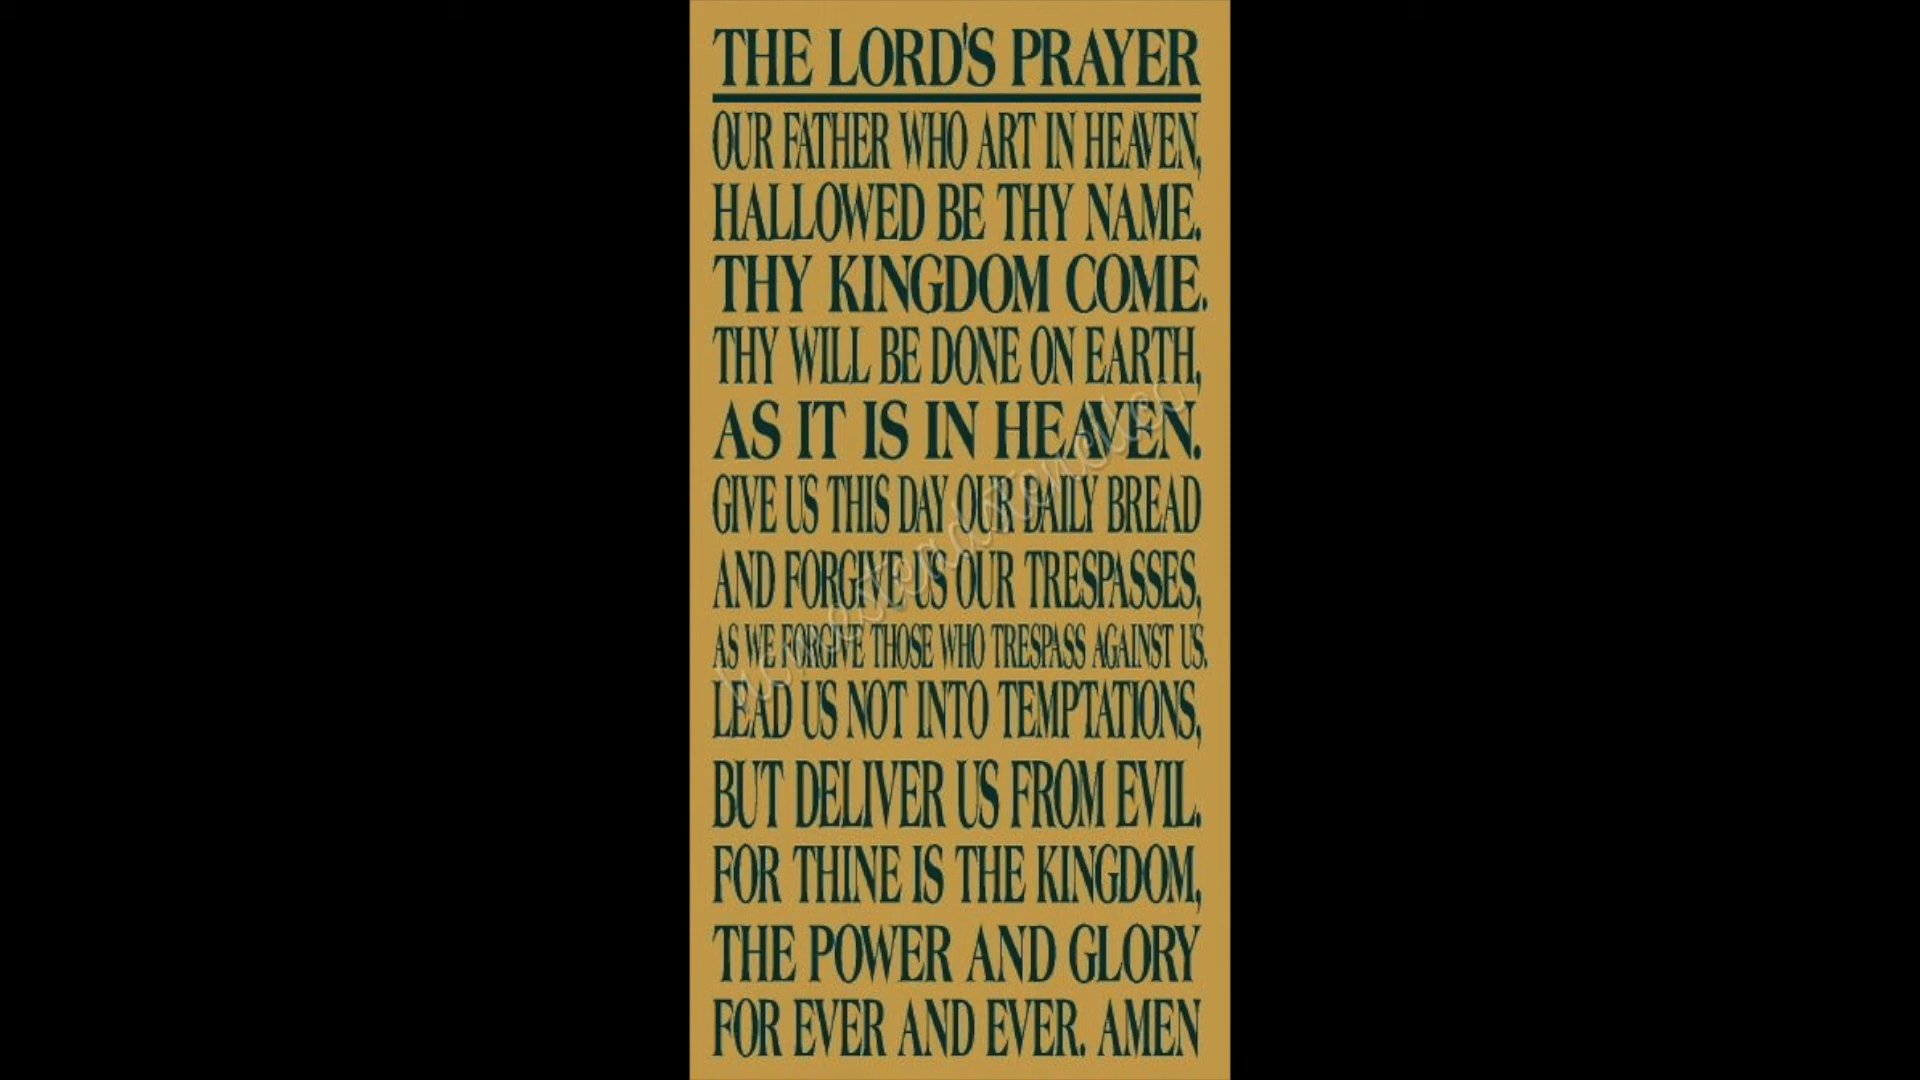 THE LORD'S PRAYER
OUR FATHER WHO ART IN HEAVEN,
HALLOWED BE THY NAME.
THY KINGDOM COME.
THY WILL BE DONE ON EARTH,
AS IT IS IN HEAVEN.
GIVE US THIS DAY OUR DAILY BREAD
AND FORGIVE US OUR TRESPASSES,
AS WE FORGIVE THOSE WHO TRESPASS AGAINST US.
LEAD US NOT INTO TEMPTATIONS,
BUT DELIVER US FROM EVIL.
FOR THINE IS THE KINGDOM,
THE POWER AND GLORY
FOR EVER AND EVER. AMEN